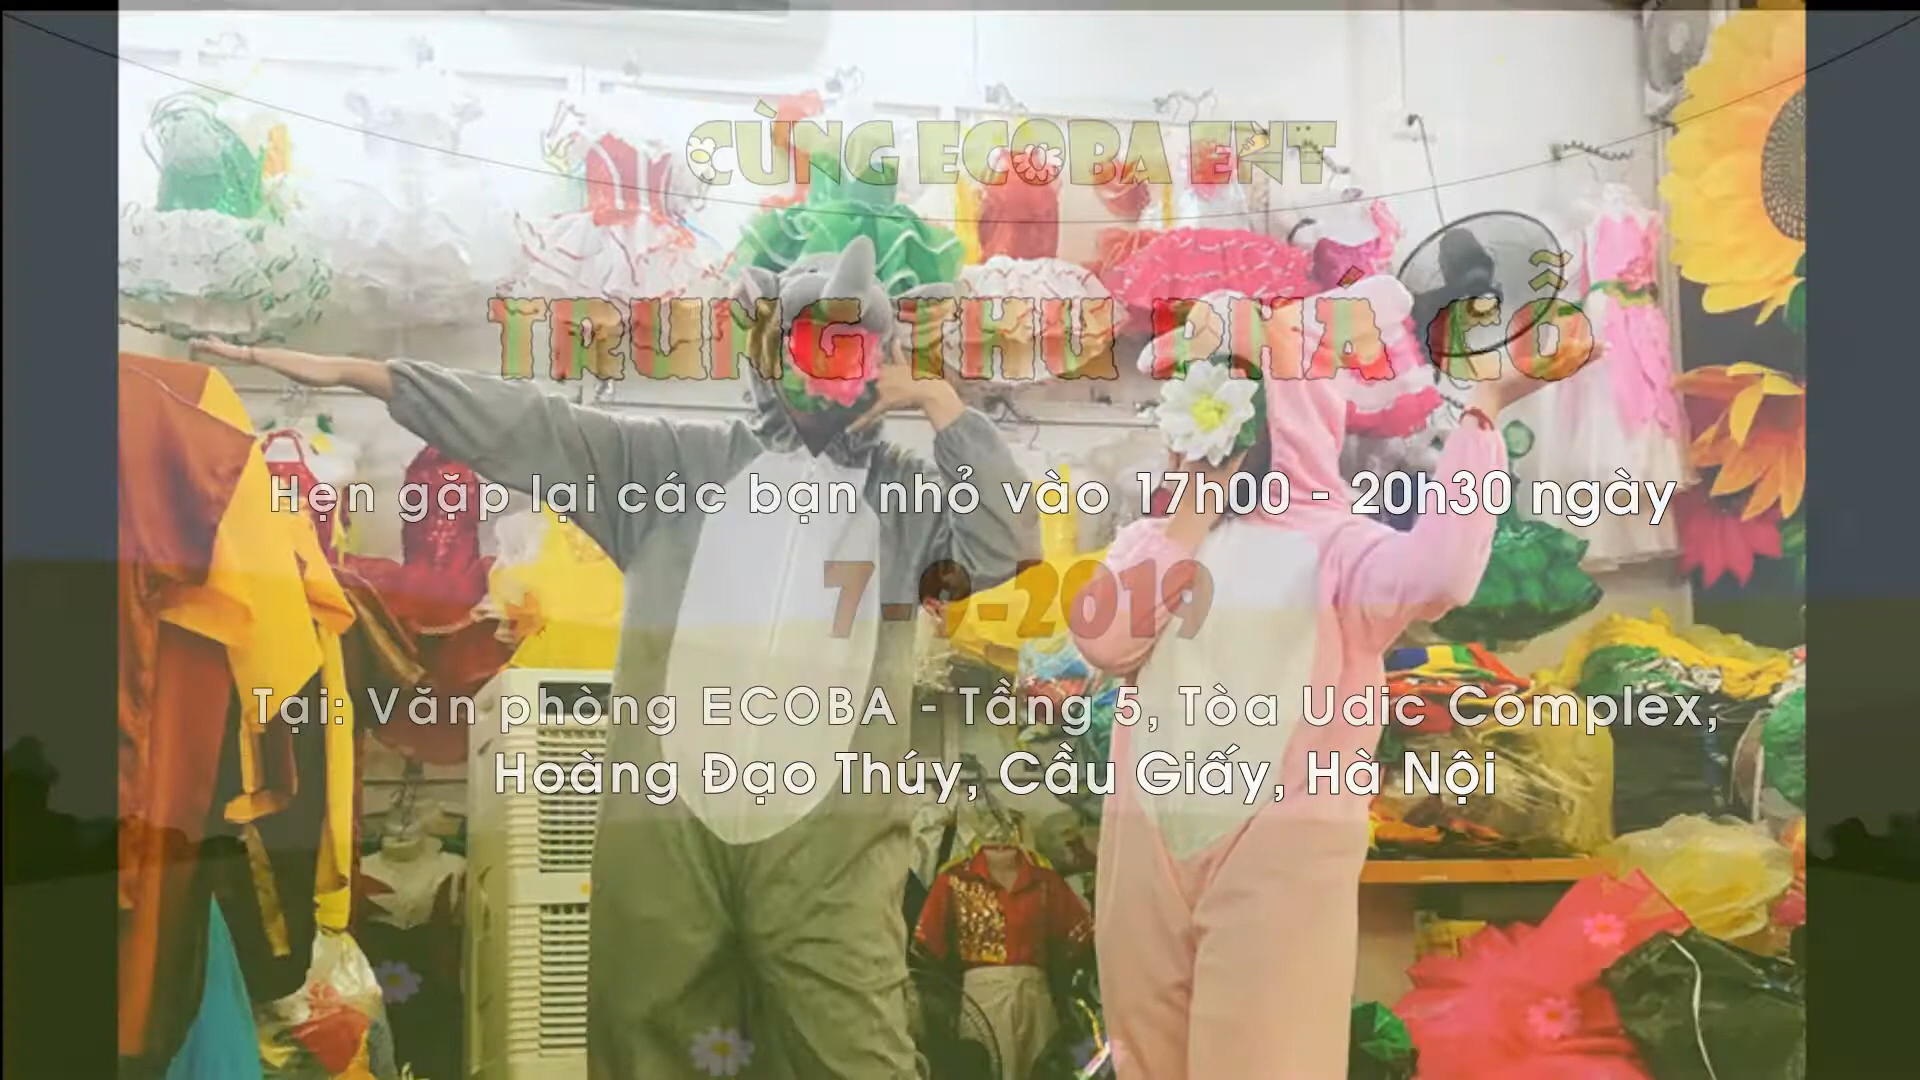 CÙNG ECOBA ENT
TRUNG THU PHÁ CỖ
Hẹn gặp lại các bạn nhỏ vào 17h00 - 20h30 ngày
7-9-2019
Tại: Văn phòng ECOBA - Tầng 5, Tòa Udic Complex,
Hoàng Đạo Thúy, Cầu Giấy, Hà Nội